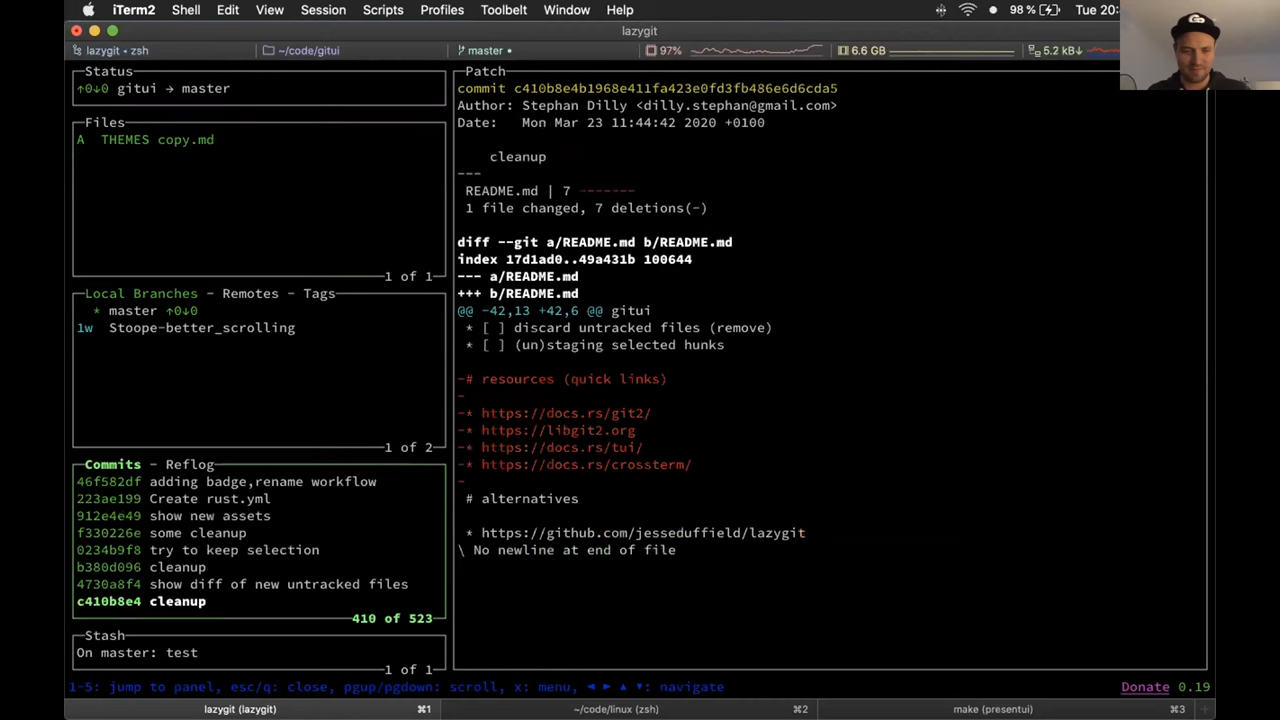 iTerm2 Shell Edit View Session Scripts Profiles Toolbelt Window Help 98 % Tue 20:
lazygit
lazygit • zsh ~/code/gitui master • 97% 6.6 GB 5.2 kB↓
Status
↑0↓0 gitui → master
Files
A THEMES copy.md
1 of 1
Local Branches - Remotes - Tags
* master ↑0↓0
1w Stoope-better_scrolling
1 of 2
Commits - Reflog
46f582df adding badge,rename workflow
223ae199 Create rust.yml
912e4e49 show new assets
f330226e some cleanup
0234b9f8 try to keep selection
b380d096 cleanup
4730a8f4 show diff of new untracked files
c410b8e4 cleanup
410 of 523
Stash
On master: test
1 of 1
Patch
commit c410b8e4b1968e411fa423e0fd3fb486e6d6cda5
Author: Stephan Dilly <dilly.stephan@gmail.com>
Date: Mon Mar 23 11:44:42 2020 +0100
cleanup
---
README.md | 7 -------
1 file changed, 7 deletions(-)
diff --git a/README.md b/README.md
index 17d1ad0..49a431b 100644
--- a/README.md
+++ b/README.md
@@ -42,13 +42,6 @@ gitui
* [ ] discard untracked files (remove)
* [ ] (un)staging selected hunks
-# resources (quick links)
-
-* https://docs.rs/git2/
-* https://libgit2.org
-* https://docs.rs/tui/
-* https://docs.rs/crossterm/
-
# alternatives
* https://github.com/jesseduffield/lazygit
\ No newline at end of file
1-5: jump to panel, esc/q: close, pgup/pgdown: scroll, x: menu, ◄ ► ▲ ▼: navigate Donate 0.19
lazygit (lazygit) ⌘1 ~/code/linux (zsh) ⌘2 make (presentui) ⌘3 +